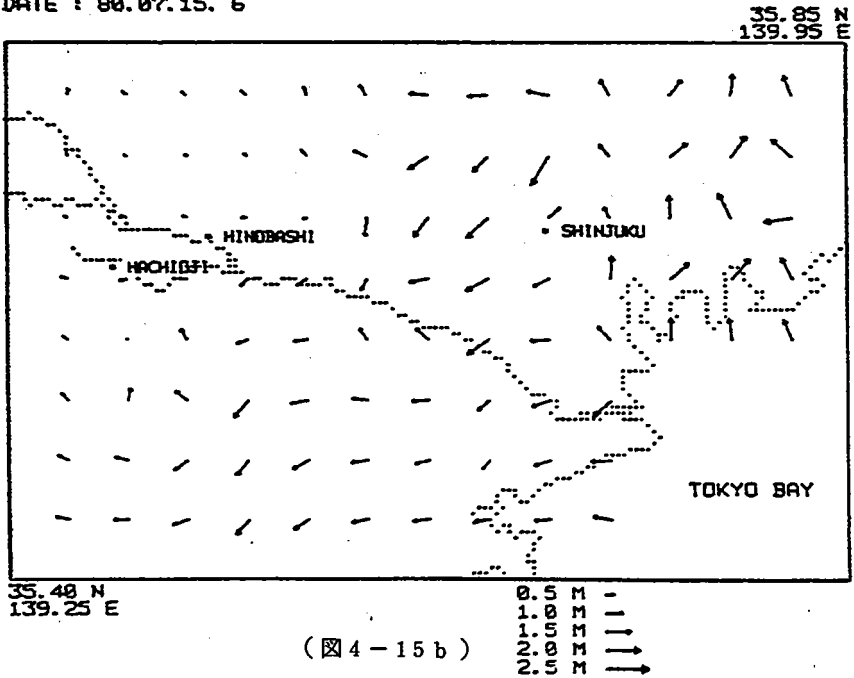 DATE : 80.07.15. 6
35.85 N
139.95 E
HINOBASHI
SHINJUKU
HACHIOJI
TOKYO BAY
35.40 N
139.25 E
0.5 M
1.0 M
1.5 M
2.0 M
2.5 M
(図4-15b)